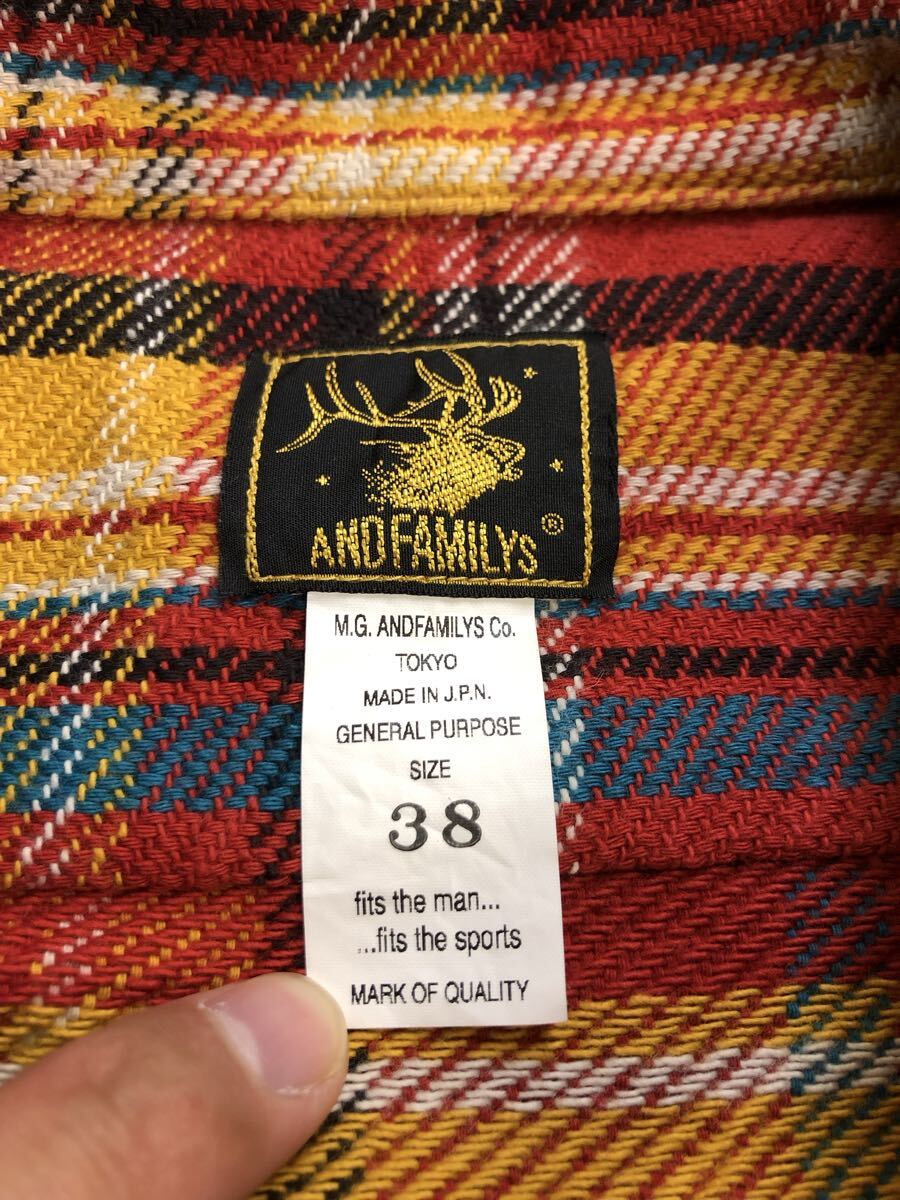 ANDFAMILYS®
M.G. ANDFAMILYS Co.
TOKYO
MADE IN J.P.N.
GENERAL PURPOSE
SIZE
38
fits the man...
...fits the sports
MARK OF QUALITY